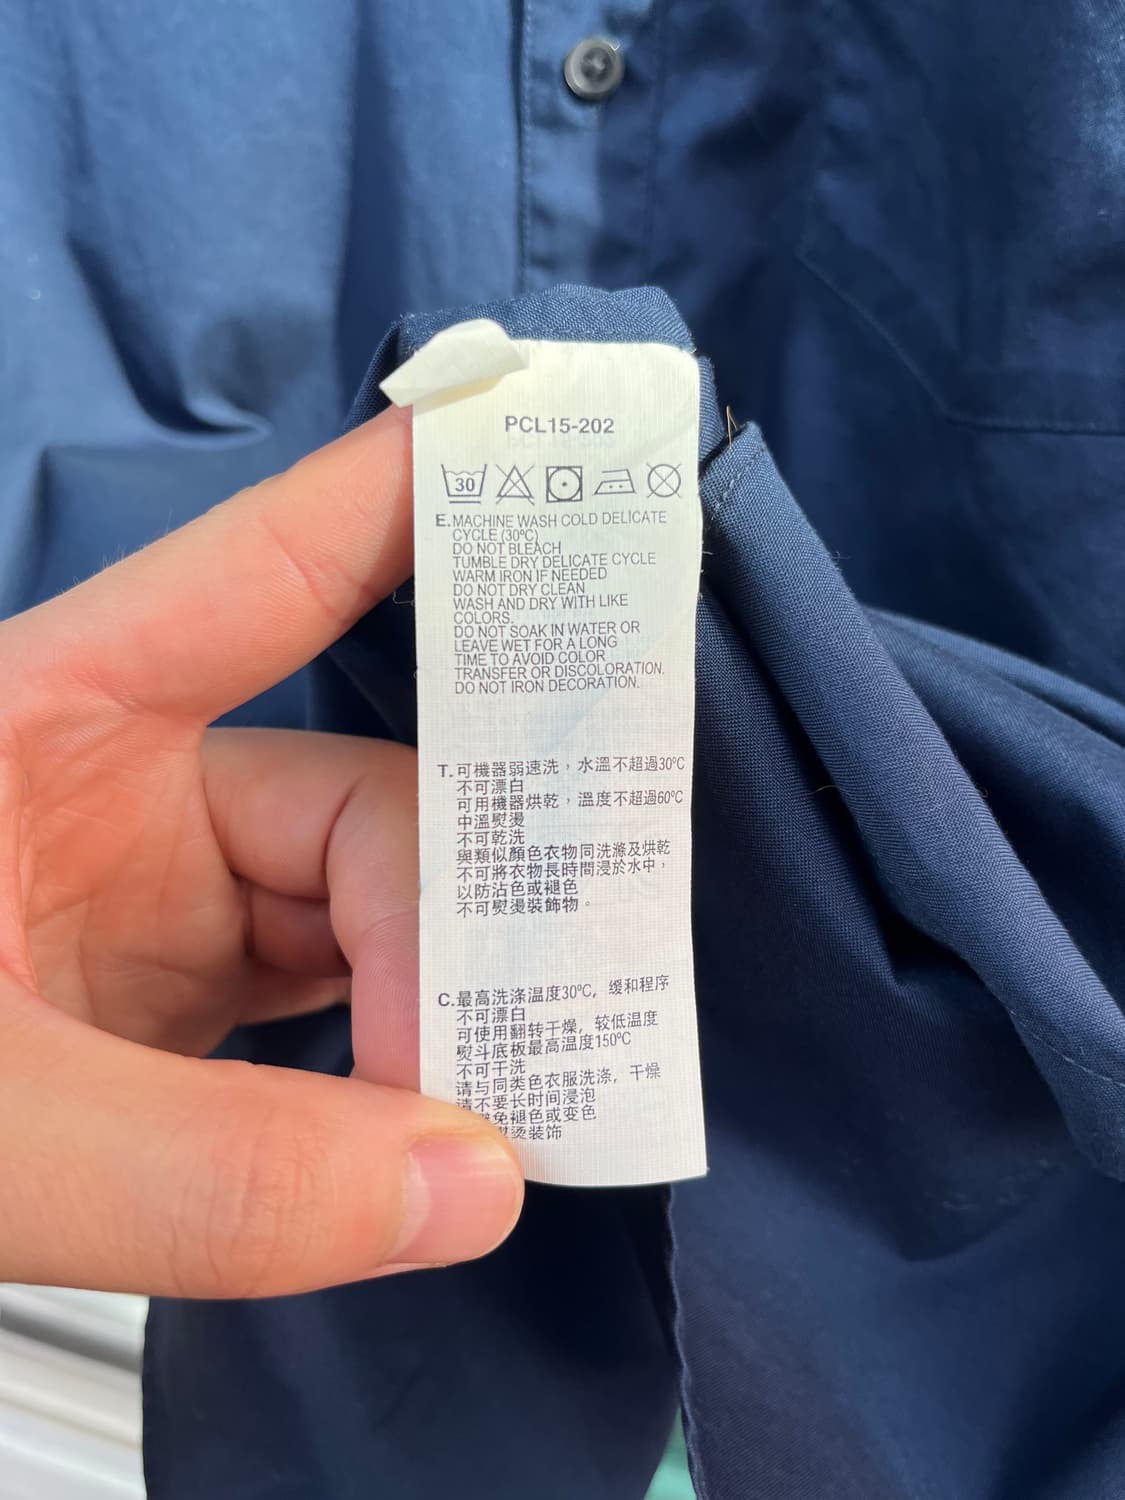 PCL15-202
30
E. MACHINE WASH COLD DELICATE
CYCLE (30ºC)
DO NOT BLEACH
TUMBLE DRY DELICATE CYCLE
WARM IRON IF NEEDED
DO NOT DRY CLEAN
WASH AND DRY WITH LIKE
COLORS.
DO NOT SOAK IN WATER OR
LEAVE WET FOR A LONG
TIME TO AVOID COLOR
TRANSFER OR DISCOLORATION.
DO NOT IRON DECORATION.
T. 可機器弱速洗，水溫不超過30ºC
不可漂白
可用機器烘乾，溫度不超過60ºC
中溫熨燙
不可乾洗
與類似顏色衣物同洗滌及烘乾
不可將衣物長時間浸於水中，
以防沾色或褪色
不可熨燙裝飾物。
C. 最高洗涤温度30ºC，缓和程序
不可漂白
可使用翻转干燥，较低温度
熨斗底板最高温度150ºC
不可干洗
请与同类色衣服洗涤，干燥
请不要长时间浸泡
免褪色或变色
烫装饰